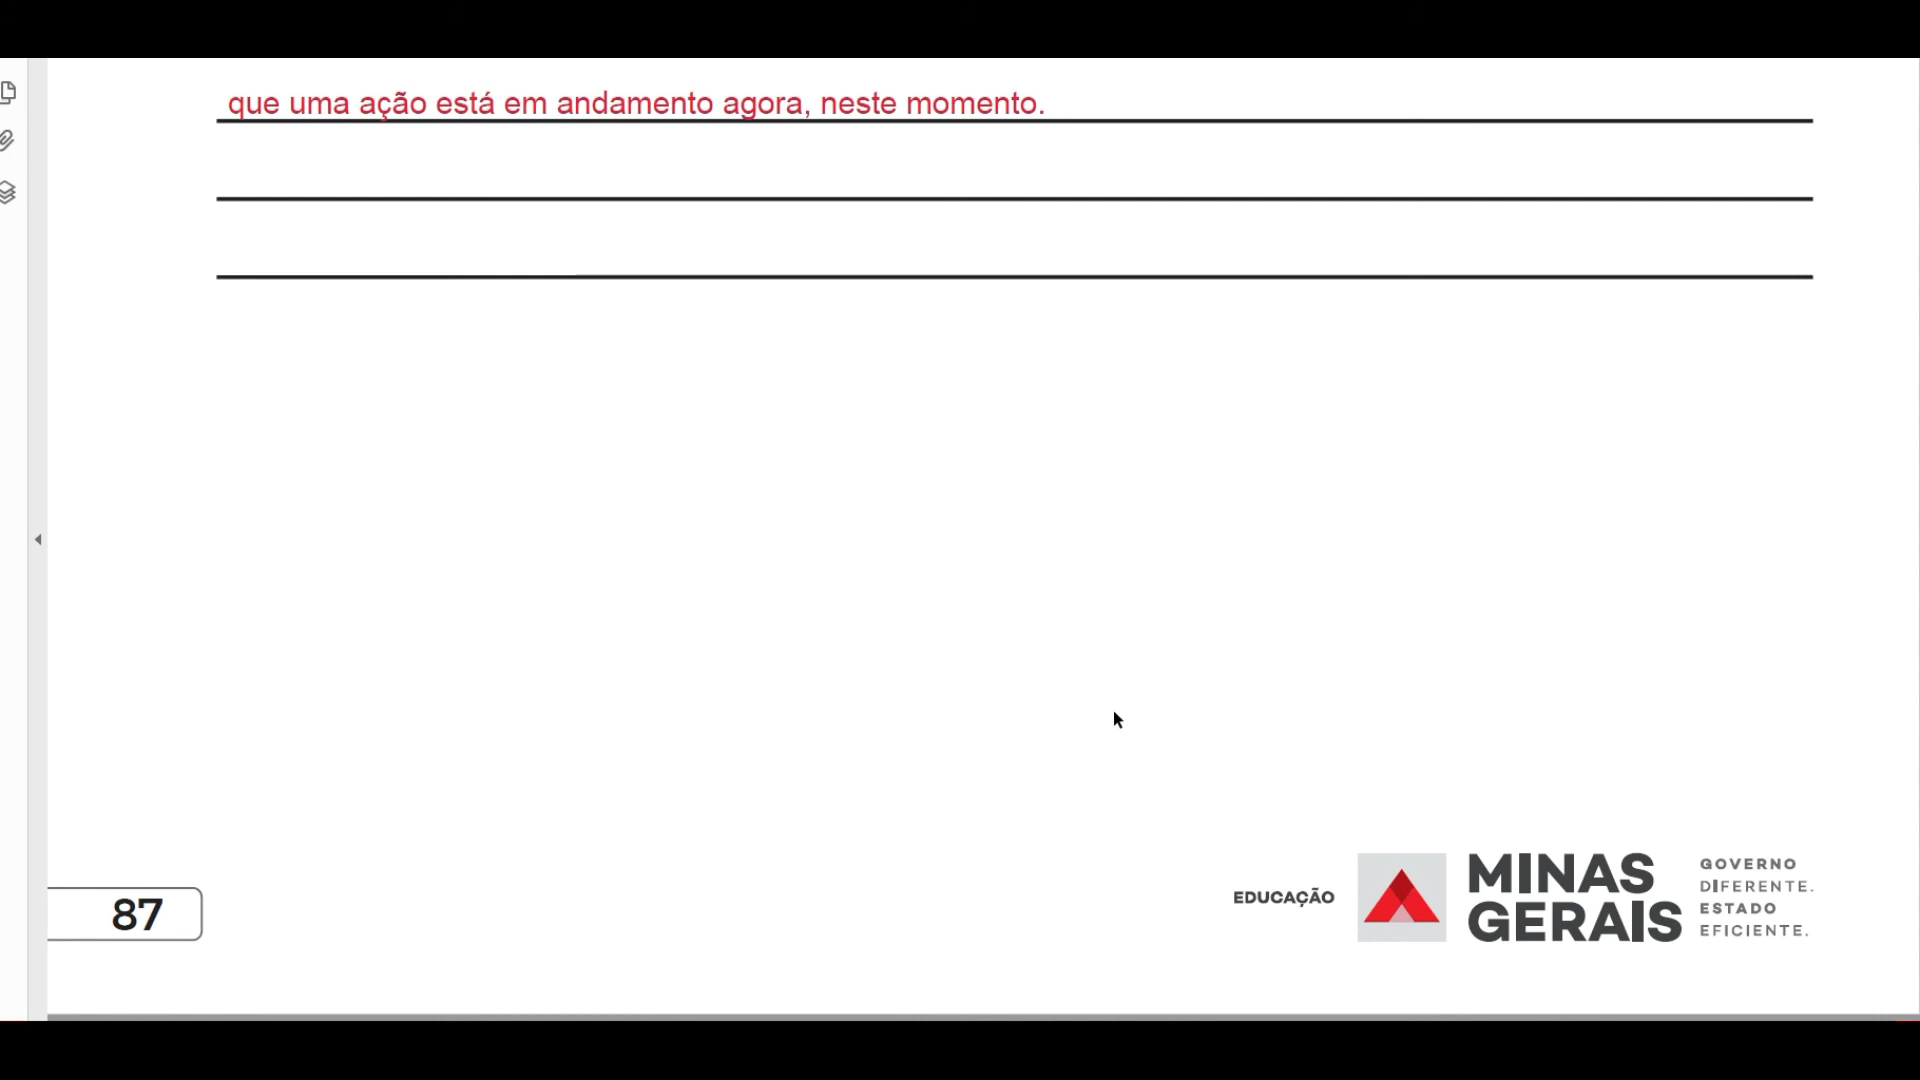 que uma ação está em andamento agora, neste momento.
87
EDUCAÇÃO
MINAS
GERAIS
GOVERNO
DIFERENTE.
ESTADO
EFICIENTE.